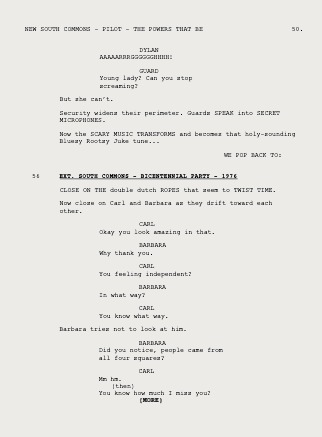 NEW SOUTH COMMONS - PILOT - THE POWERS THAT BE 50.
DYLAN
AAAAARRRGGGGGGHHHH!
GUARD
Young lady? Can you stop
screaming?
But she can't.
Security widens their perimeter. Guards SPEAK into SECRET
MICROPHONES.
Now the SCARY MUSIC TRANSFORMS and becomes that holy-sounding
Bluesy Rootzy Juke tune...
WE POP BACK TO:
56 EXT. SOUTH COMMONS - BICENTENNIAL PARTY - 1976
CLOSE ON THE double dutch ROPES that seem to TWIST TIME.
Now close on Carl and Barbara as they drift toward each
other.
CARL
Okay you look amazing in that.
BARBARA
Why thank you.
CARL
You feeling independent?
BARBARA
In what way?
CARL
You know what way.
Barbara tries not to look at him.
BARBARA
Did you notice, people came from
all four squares?
CARL
Mm hm.
(then)
You know how much I miss you?
(MORE)